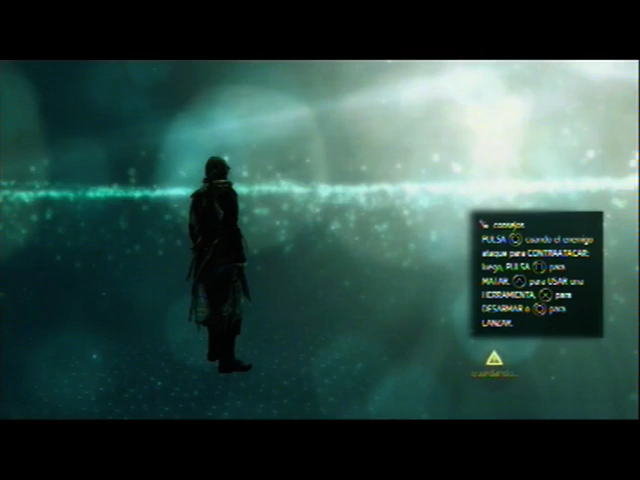 consejos
PULSA cuando el enemigo
ataque para CONTRAATACAR;
luego, PULSA para
MATAR, para USAR una
HERRAMIENTA, para
DESARMAR o para
LANZAR.
guardando...